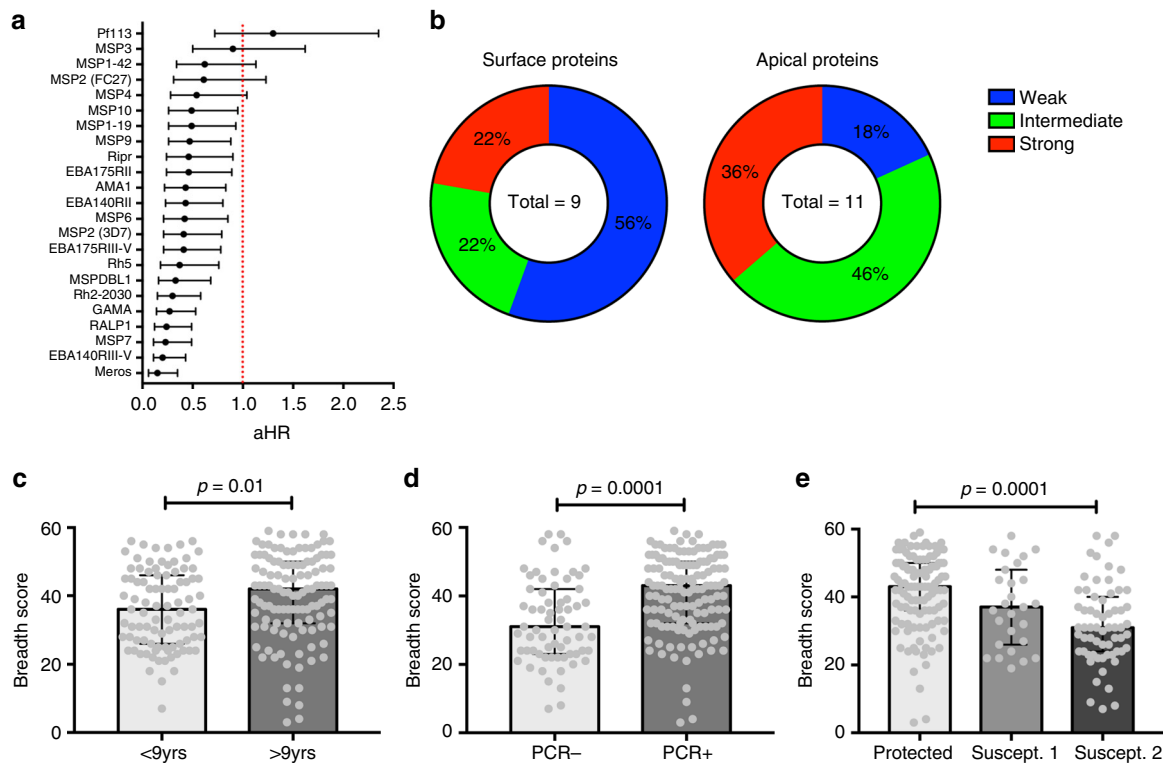 a
Pf113
MSP3
MSP1-42
MSP2 (FC27)
MSP4
MSP10
MSP1-19
MSP9
Ripr
EBA175RII
AMA1
EBA140RII
MSP6
MSP2 (3D7)
EBA175RIII-V
Rh5
MSPDBL1
Rh2-2030
GAMA
RALP1
MSP7
EBA140RIII-V
Meros
0.0 0.5 1.0 1.5 2.0 2.5
aHR
b
Surface proteins
22%
22%
56%
Total = 9
Apical proteins
18%
36%
46%
Total = 11
Weak
Intermediate
Strong
c
p = 0.01
Breadth score
60
40
20
0
<9yrs >9yrs
d
p = 0.0001
Breadth score
60
40
20
0
PCR– PCR+
e
p = 0.0001
Breadth score
60
40
20
0
Protected Suscept. 1 Suscept. 2